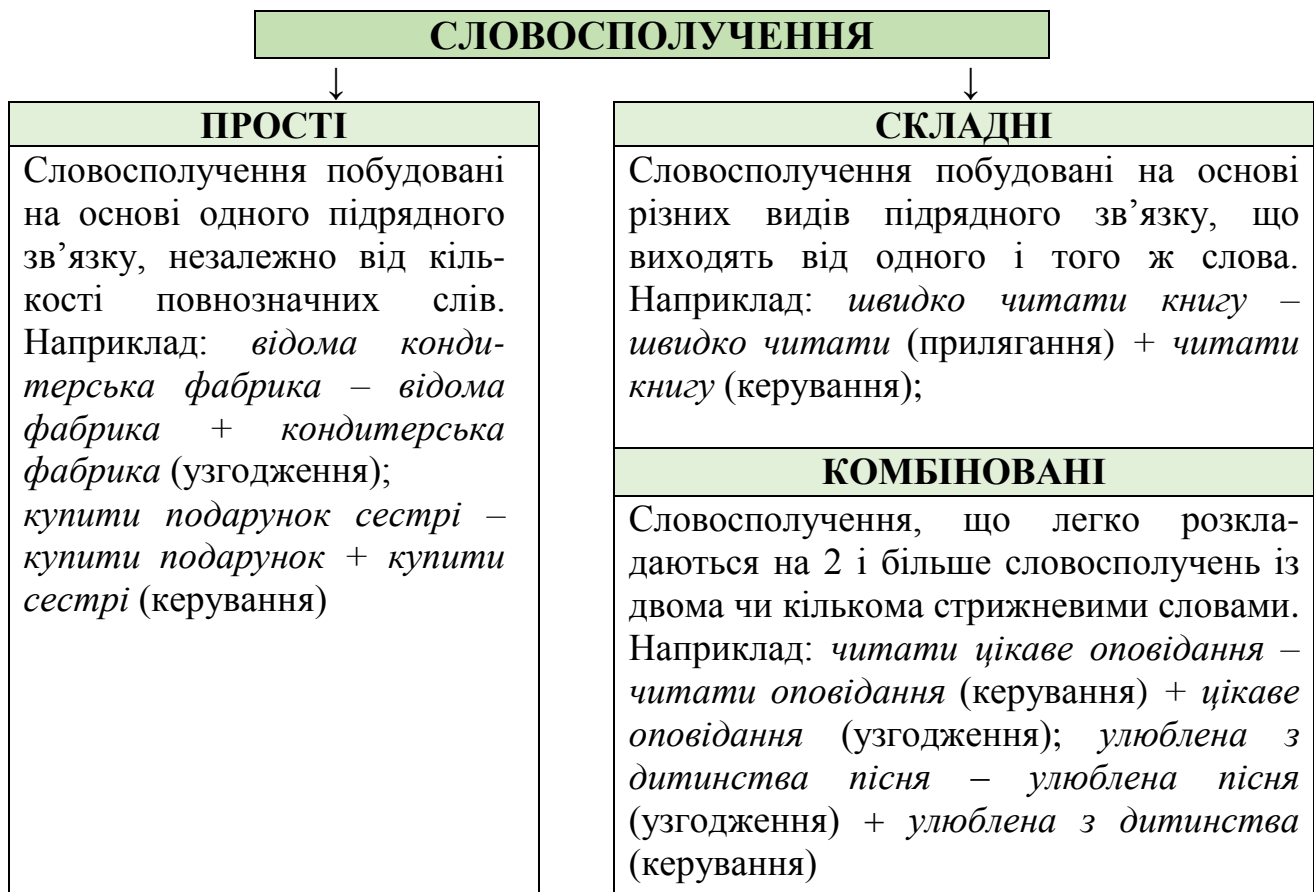 СЛОВОСПОЛУЧЕННЯ
↓
↓
ПРОСТІ
Словосполучення побудовані
на основі одного підрядного
зв’язку, незалежно від кіль-
кості повнозначних слів.
Наприклад: відома конди-
терська фабрика – відома
фабрика + кондитерська
фабрика (узгодження);
купити подарунок сестрі –
купити подарунок + купити
сестрі (керування)
СКЛАДНІ
Словосполучення побудовані на основі
різних видів підрядного зв’язку, що
виходять від одного і того ж слова.
Наприклад: швидко читати книгу –
швидко читати (прилягання) + читати
книгу (керування);
КОМБІНОВАНІ
Словосполучення, що легко розкла-
даються на 2 і більше словосполучень із
двома чи кількома стрижневими словами.
Наприклад: читати цікаве оповідання –
читати оповідання (керування) + цікаве
оповідання (узгодження); улюблена з
дитинства пісня – улюблена пісня
(узгодження) + улюблена з дитинства
(керування)